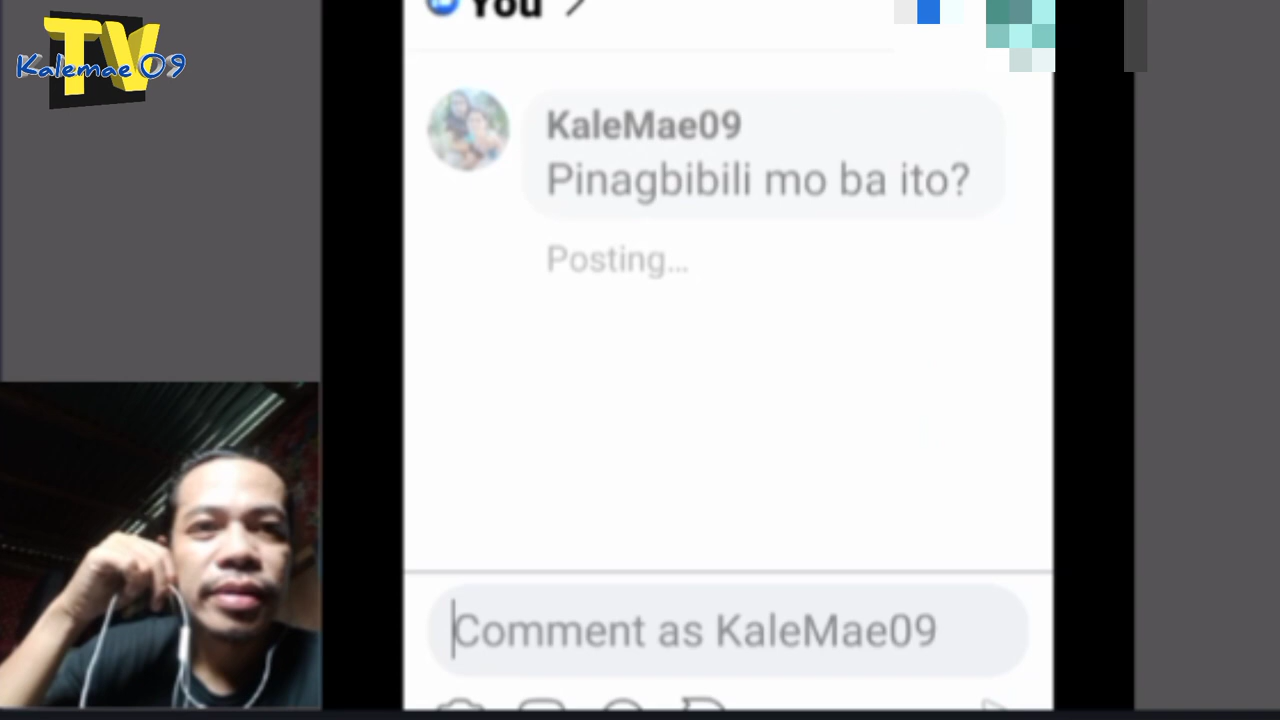 TV
Kalemae 09
You
KaleMae09
Pinagbibili mo ba ito?
Posting...
Comment as KaleMae09